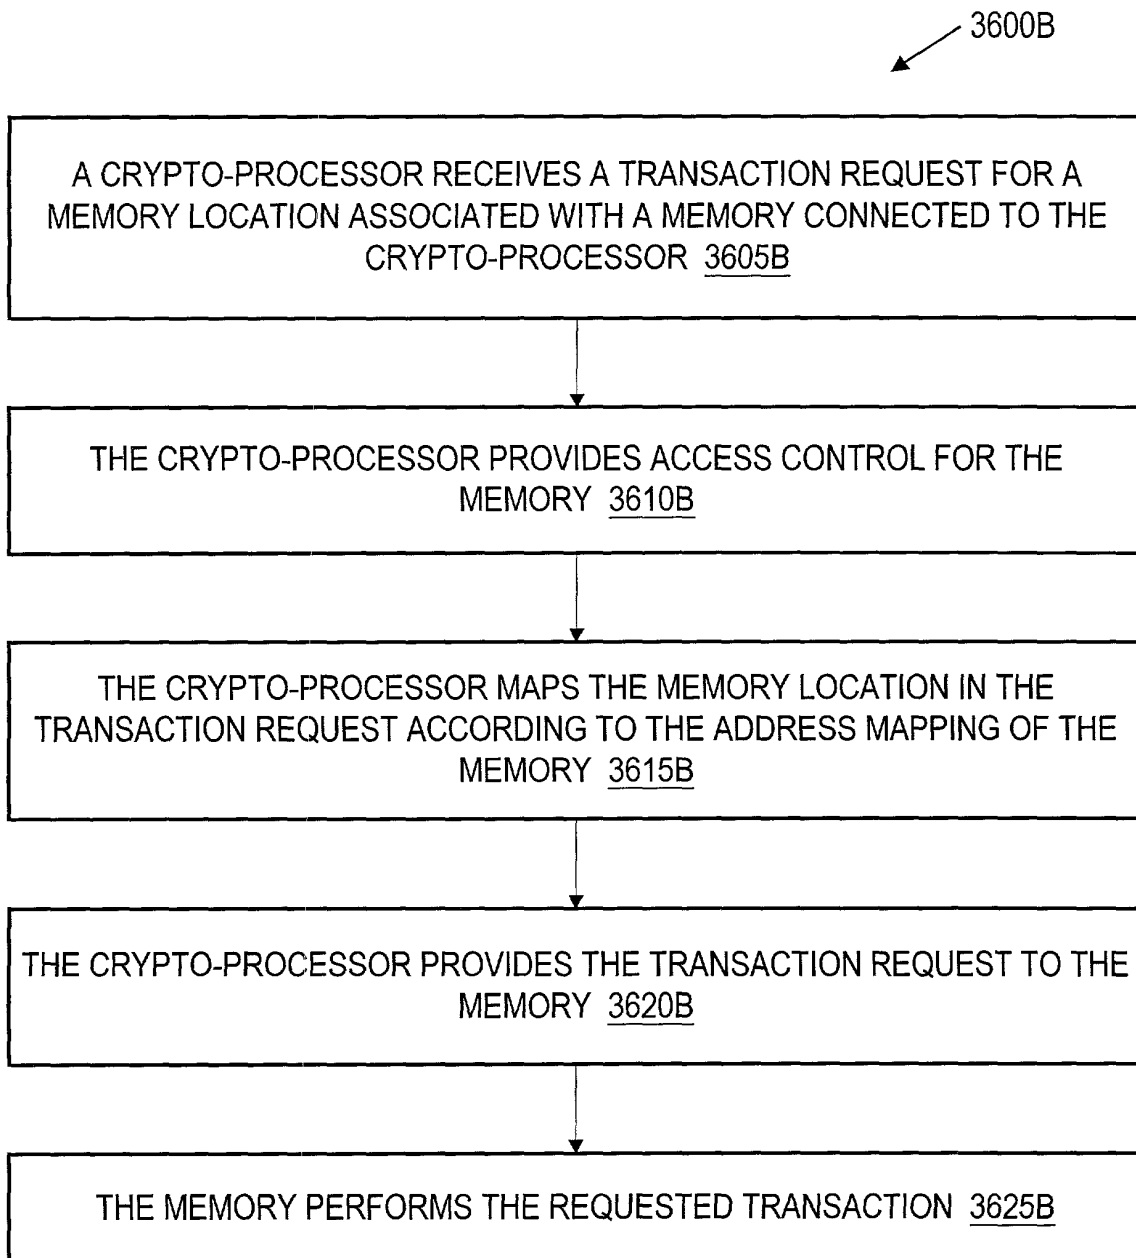 3600B
A CRYPTO-PROCESSOR RECEIVES A TRANSACTION REQUEST FOR A
MEMORY LOCATION ASSOCIATED WITH A MEMORY CONNECTED TO THE
CRYPTO-PROCESSOR 3605B
THE CRYPTO-PROCESSOR PROVIDES ACCESS CONTROL FOR THE
MEMORY 3610B
THE CRYPTO-PROCESSOR MAPS THE MEMORY LOCATION IN THE
TRANSACTION REQUEST ACCORDING TO THE ADDRESS MAPPING OF THE
MEMORY 3615B
THE CRYPTO-PROCESSOR PROVIDES THE TRANSACTION REQUEST TO THE
MEMORY 3620B
THE MEMORY PERFORMS THE REQUESTED TRANSACTION 3625B